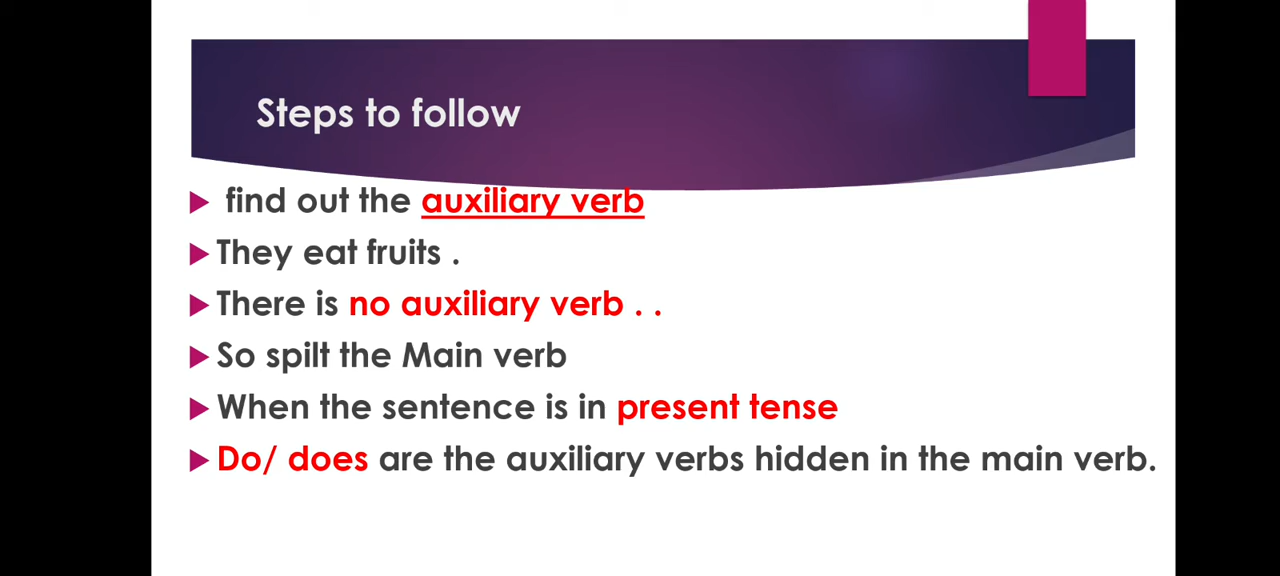 Steps to follow
find out the auxiliary verb
They eat fruits .
There is no auxiliary verb . .
So spilt the Main verb
When the sentence is in present tense
Do/ does are the auxiliary verbs hidden in the main verb.